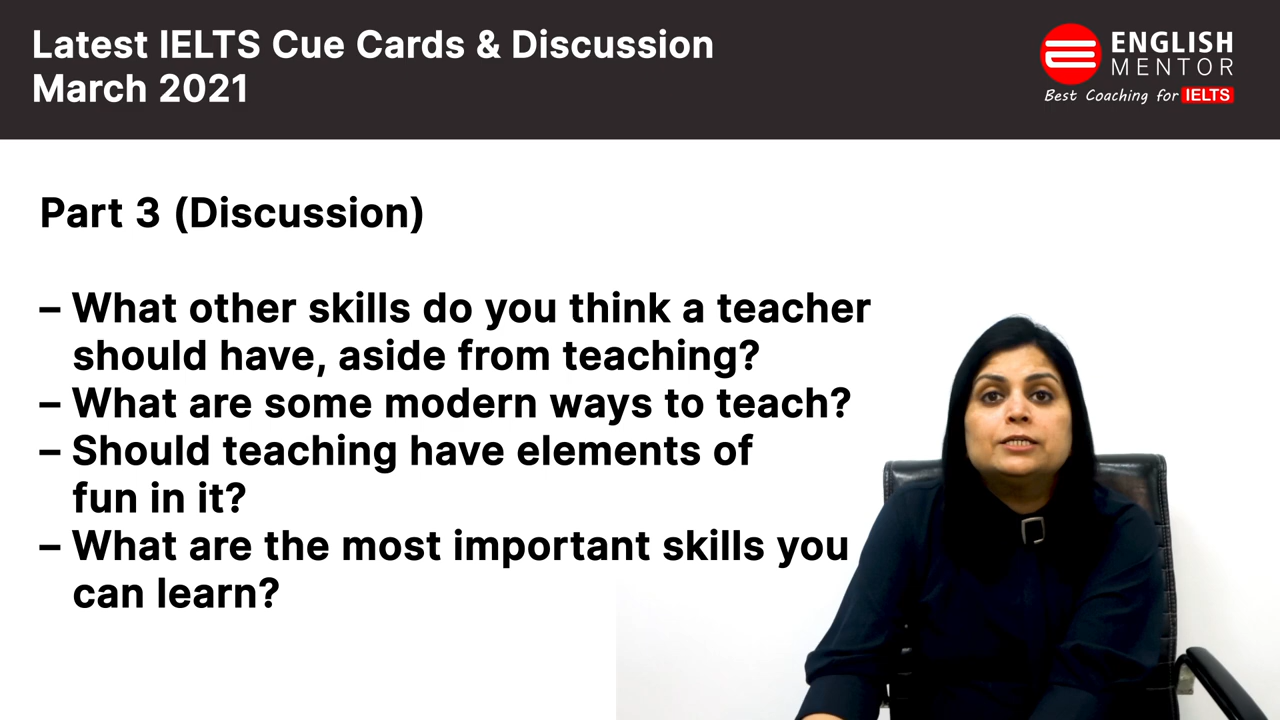 Latest IELTS Cue Cards & Discussion
March 2021
ENGLISH
MENTOR
Best Coaching for IELTS
Part 3 (Discussion)
– What other skills do you think a teacher
should have, aside from teaching?
– What are some modern ways to teach?
– Should teaching have elements of
fun in it?
– What are the most important skills you
can learn?